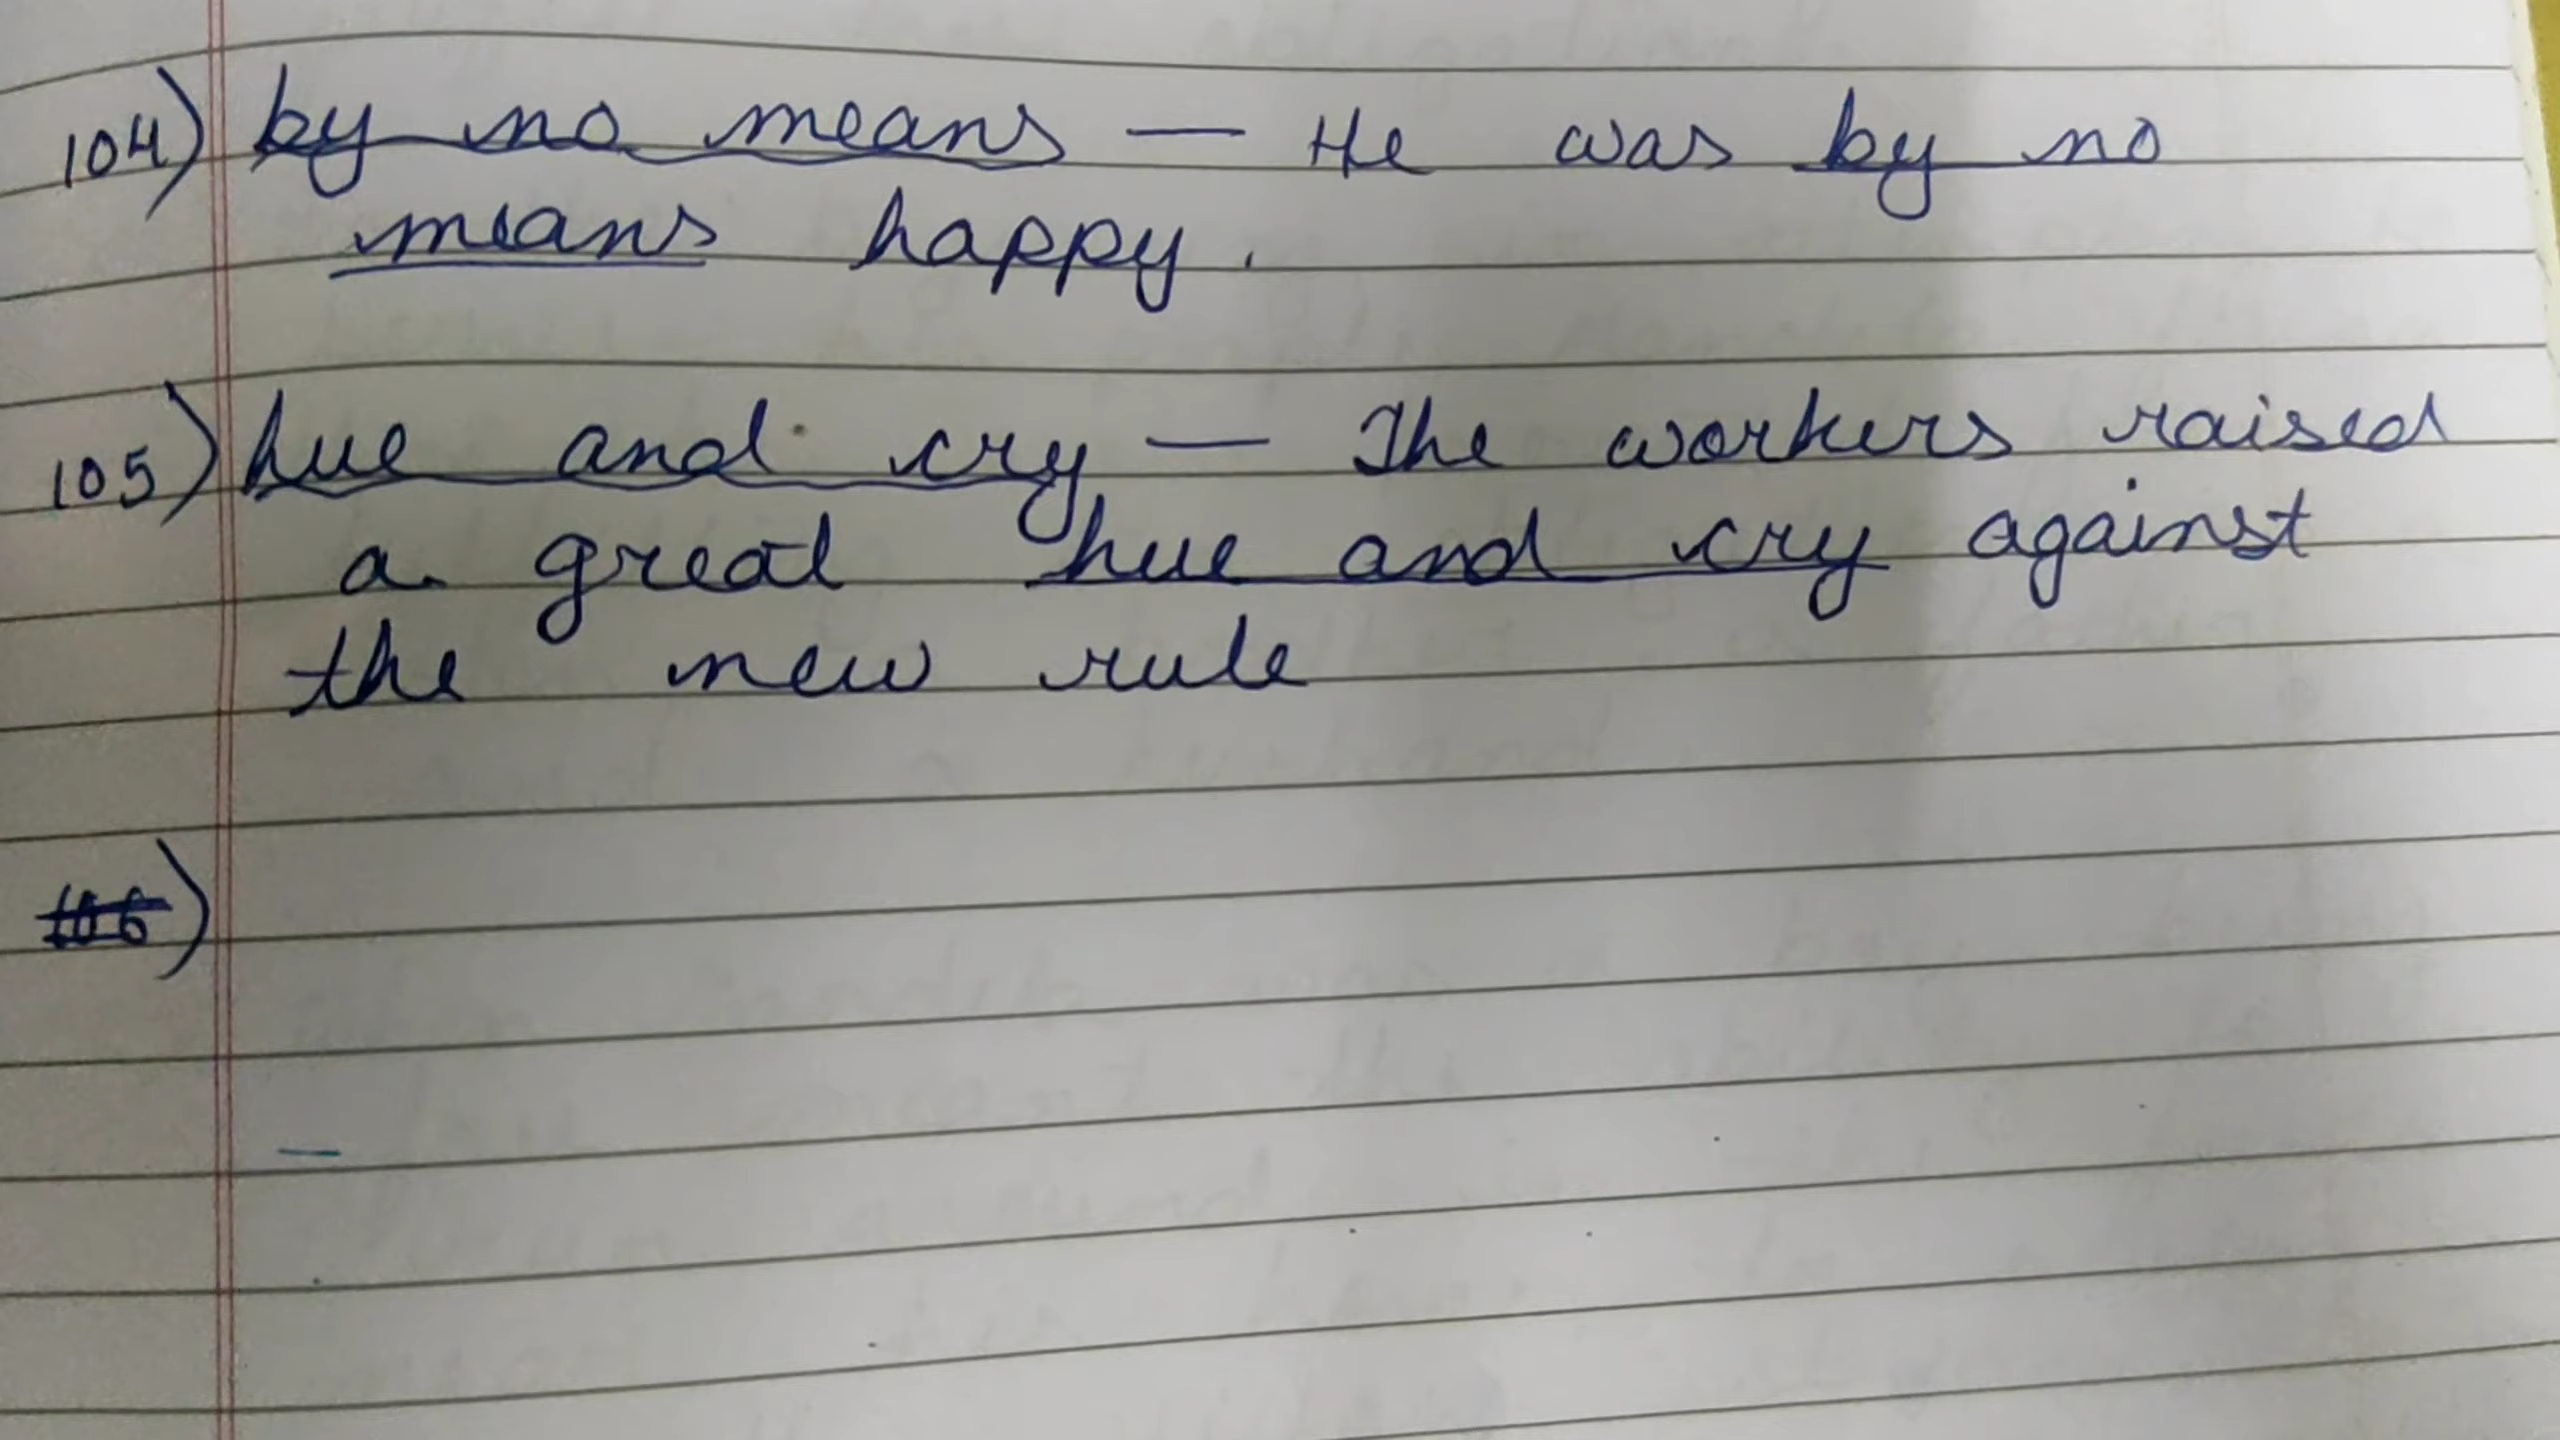 104) by no means — He was by no
means happy.
105) hue and cry — The workers raised
a great hue and cry against
the new rule
106)